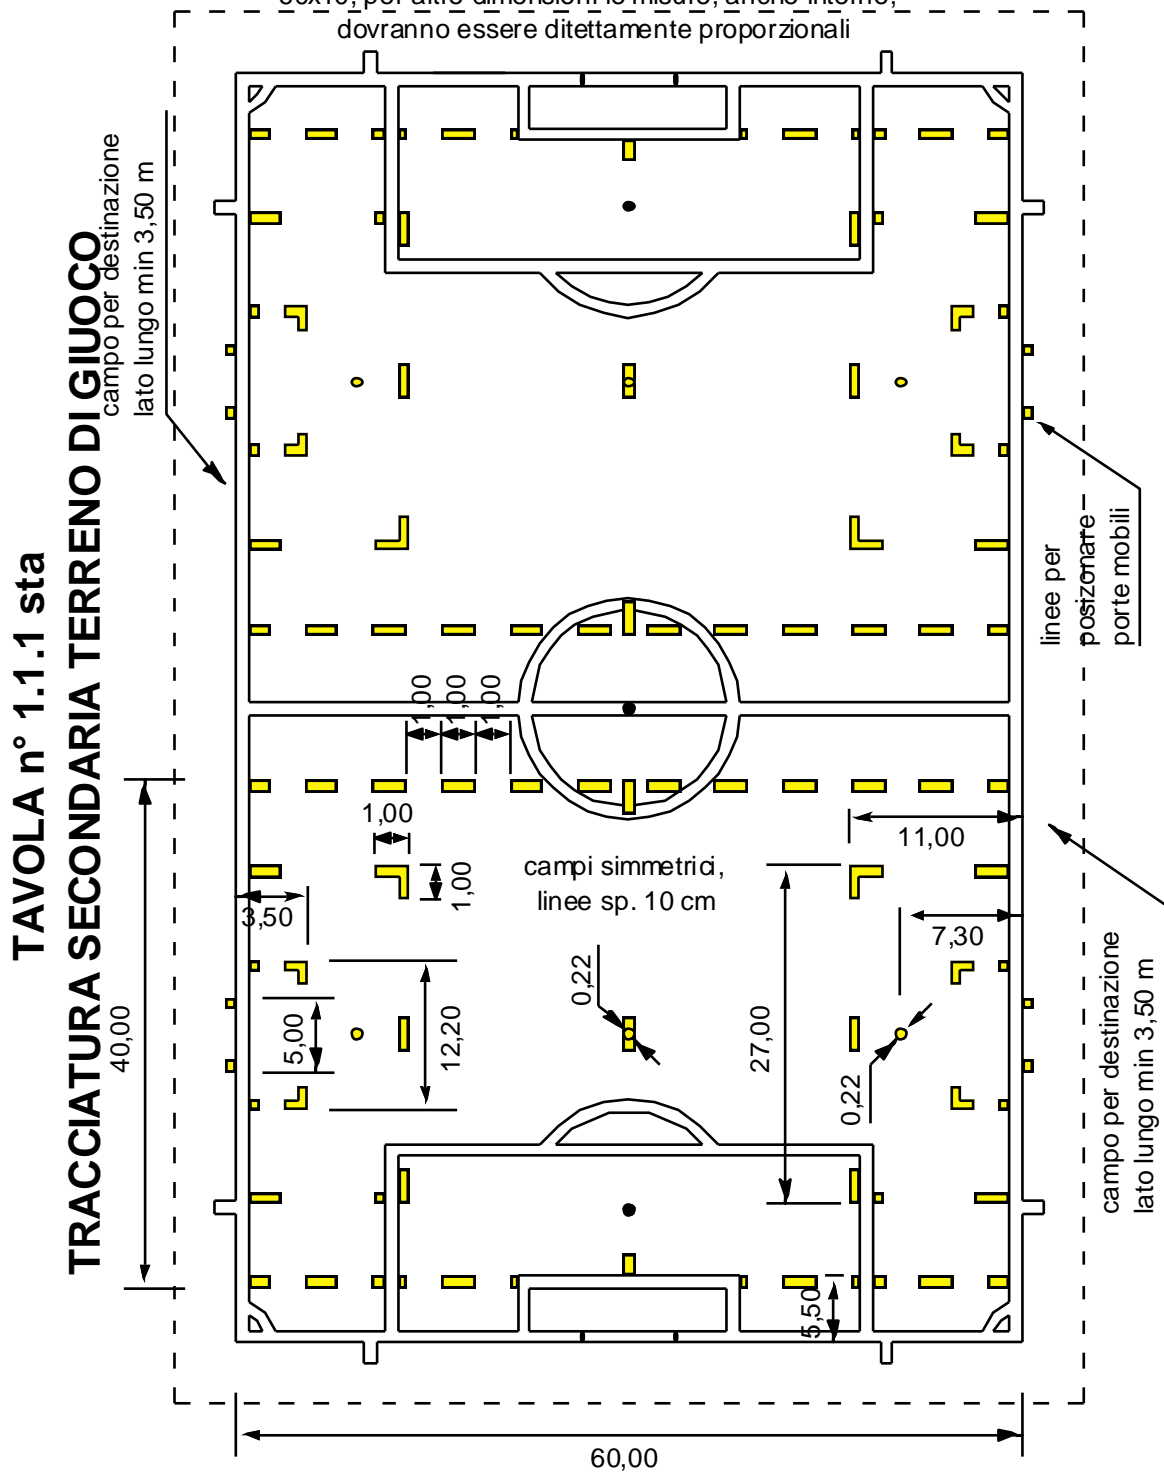 dovranno essere ditettamente proporzionali
TAVOLA n° 1.1.1 sta
TRACCIATURA SECONDARIA TERRENO DI GIUOCO
campo per destinazione
lato lungo min 3,50 m
linee per
posizonare
porte mobili
1,00
1,00
1,00
1,00
1,00
11,00
campi simmetrici,
linee sp. 10 cm
3,50
7,30
0,22
40,00
5,00
12,20
27,00
0,22
campo per destinazione
lato lungo min 3,50 m
5,50
60,00